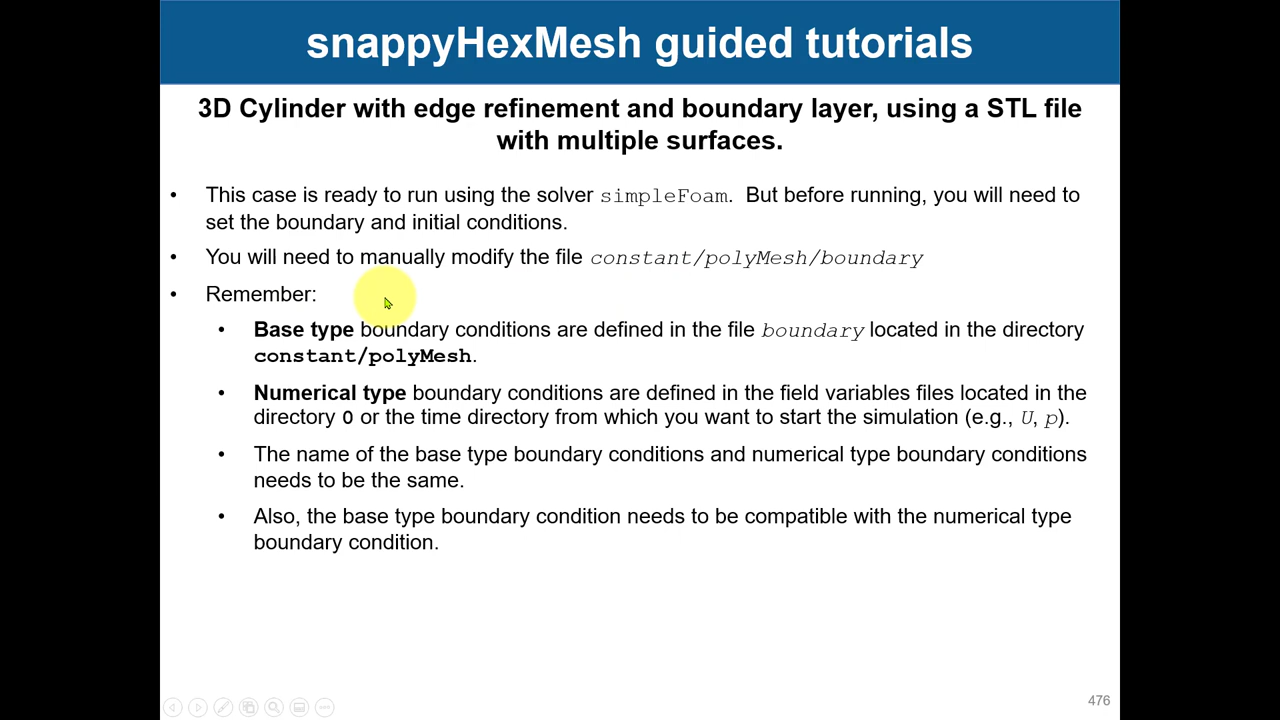 snappyHexMesh guided tutorials
3D Cylinder with edge refinement and boundary layer, using a STL file
with multiple surfaces.
• This case is ready to run using the solver simpleFoam. But before running, you will need to
set the boundary and initial conditions.
• You will need to manually modify the file constant/polyMesh/boundary
• Remember:
• Base type boundary conditions are defined in the file boundary located in the directory
constant/polyMesh.
• Numerical type boundary conditions are defined in the field variables files located in the
directory 0 or the time directory from which you want to start the simulation (e.g., U, p).
• The name of the base type boundary conditions and numerical type boundary conditions
needs to be the same.
• Also, the base type boundary condition needs to be compatible with the numerical type
boundary condition.
476